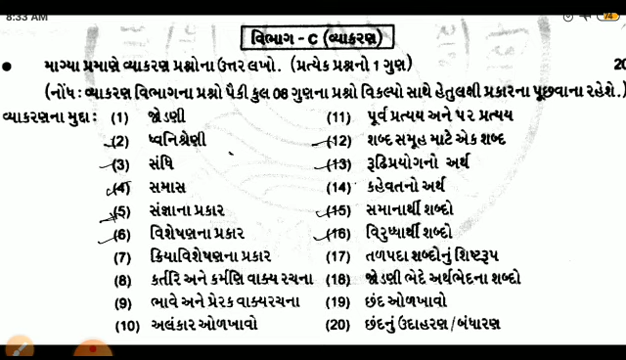 8:33 AM
74
વિભાગ - C (વ્યાકરણ)
● માગ્યા પ્રમાણે વ્યાકરણ પ્રશ્નોના ઉત્તર લખો. (પ્રત્યેક પ્રશ્નનો 1 ગુણ) 20
(નોંધ : વ્યાકરણ વિભાગના પ્રશ્નો પૈકી કુલ 08 ગુણના પ્રશ્નો વિકલ્પો સાથે હેતુલક્ષી પ્રકારના પૂછવાના રહેશે.)
વ્યાકરણના મુદ્દા : (1) જોડણી (11) પૂર્વ પ્રત્યય અને પર પ્રત્યય
(2) ધ્વનિશ્રેણી (12) શબ્દ સમૂહ માટે એક શબ્દ
(3) સંધિ (13) રૂઢિપ્રયોગનો અર્થ
(4) સમાસ (14) કહેવતનો અર્થ
(5) સંજ્ઞાના પ્રકાર (15) સમાનાર્થી શબ્દો
(6) વિશેષણના પ્રકાર (16) વિરુધ્ધાર્થી શબ્દો
(7) ક્રિયાવિશેષણના પ્રકાર (17) તળપદા શબ્દોનું શિષ્ટરૂપ
(8) કર્તરિ અને કર્મણિ વાક્ય રચના (18) જોડણી ભેદે અર્થભેદના શબ્દો
(9) ભાવે અને પ્રેરક વાક્યરચના (19) છંદ ઓળખાવો
(10) અલંકાર ઓળખાવો (20) છંદનું ઉદાહરણ/બંધારણ